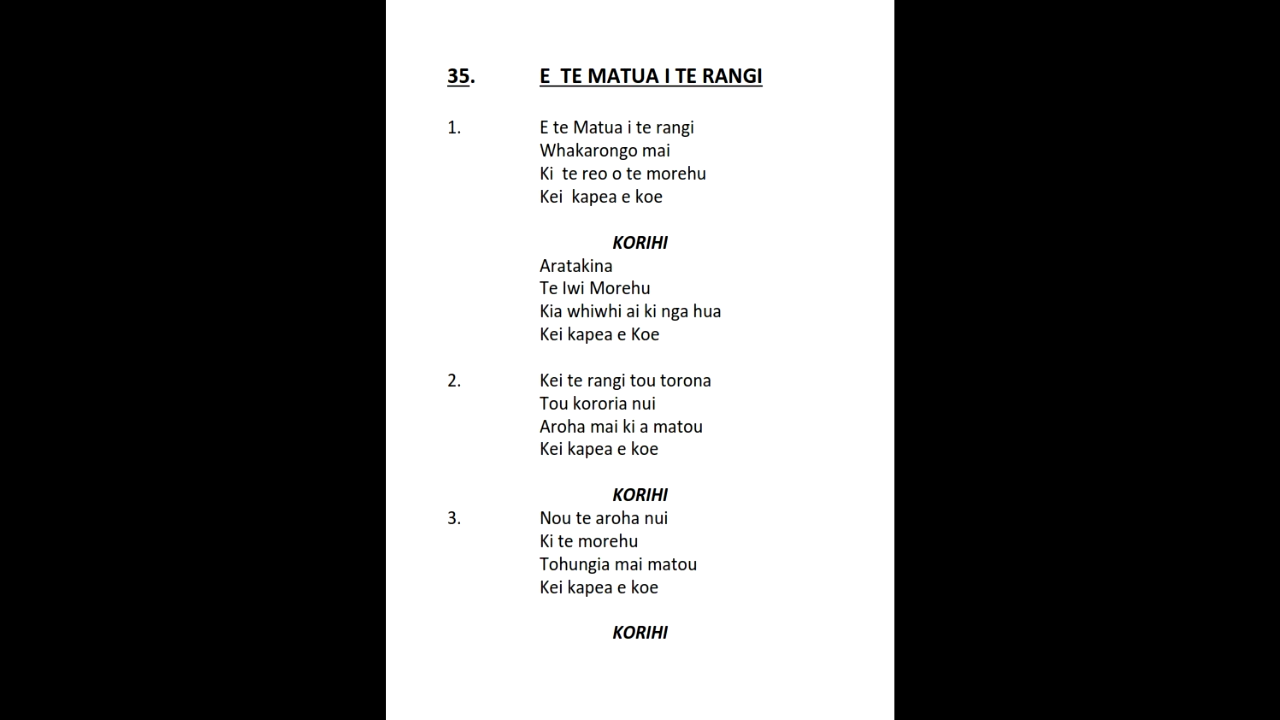 35. E TE MATUA I TE RANGI
1. E te Matua i te rangi
Whakarongo mai
Ki te reo o te morehu
Kei kapea e koe
KORIHI
Aratakina
Te Iwi Morehu
Kia whiwhi ai ki nga hua
Kei kapea e Koe
2. Kei te rangi tou torona
Tou kororia nui
Aroha mai ki a matou
Kei kapea e koe
KORIHI
3. Nou te aroha nui
Ki te morehu
Tohungia mai matou
Kei kapea e koe
KORIHI